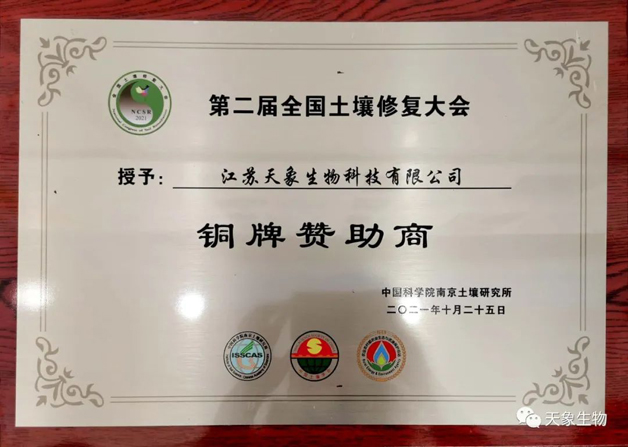 NCSR
2021
第二届全国土壤修复大会
授予：江苏天象生物科技有限公司
铜牌赞助商
中国科学院南京土壤研究所
二〇二一年十月二十五日
ISSCAS
天象生物